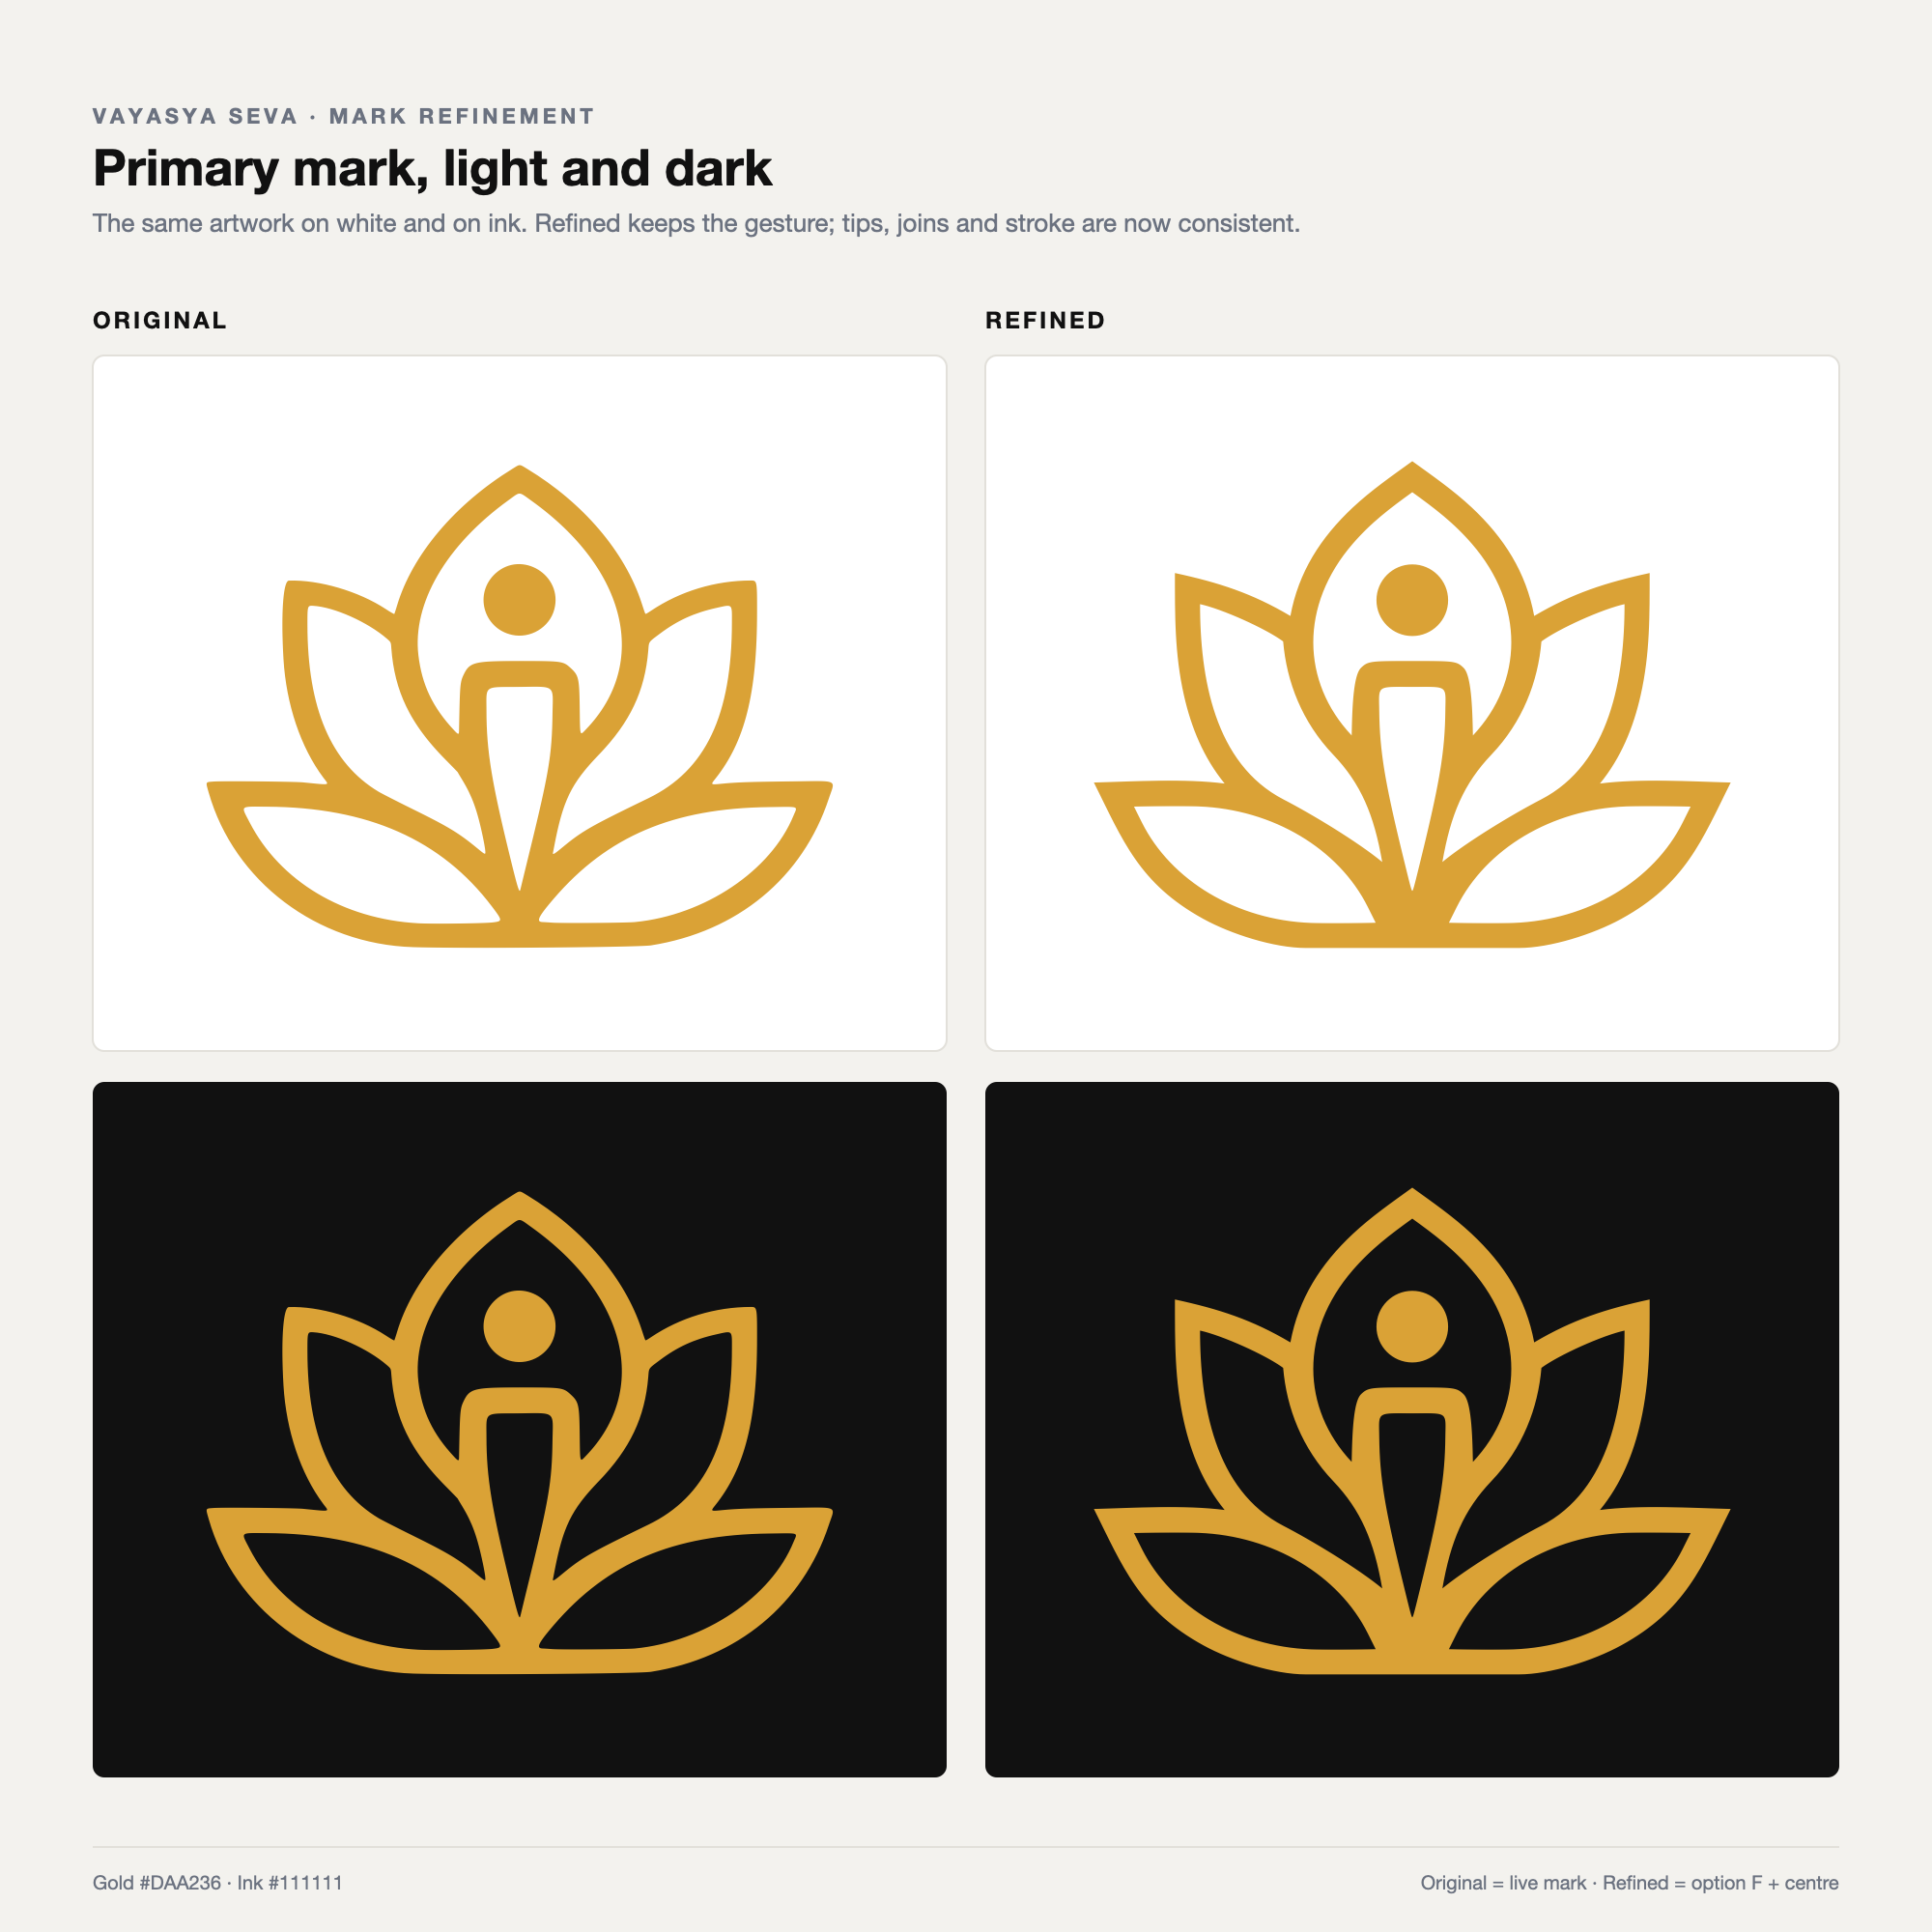 VAYASYA SEVA · MARK REFINEMENT
Primary mark, light and dark
The same artwork on white and on ink. Refined keeps the gesture; tips, joins and stroke are now consistent.
ORIGINAL
REFINED
Gold #DAA236 · Ink #111111
Original = live mark · Refined = option F + centre